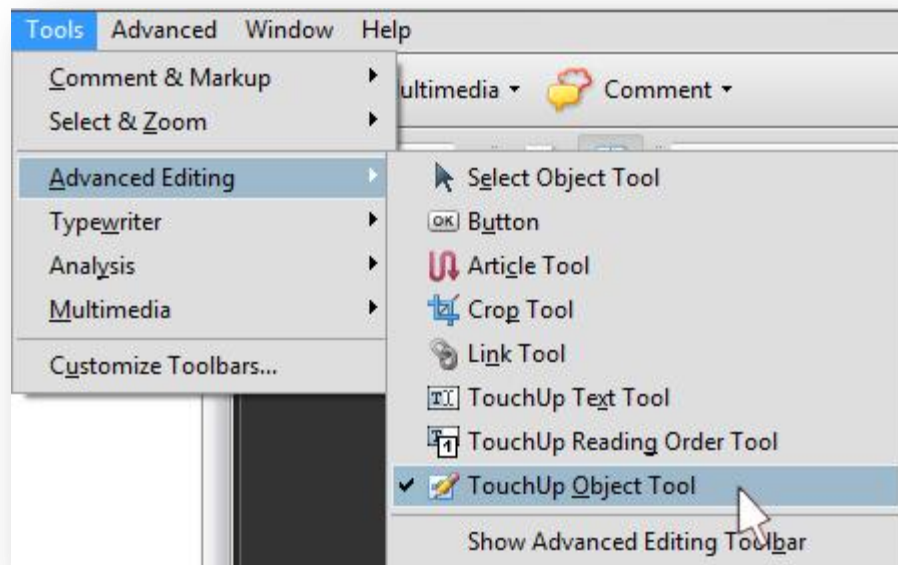 Tools Advanced Window Help
Comment & Markup
ultimedia Comment
Select & Zoom
Advanced Editing
Select Object Tool
Typewriter
OK Button
Analysis
Article Tool
Multimedia
Crop Tool
Link Tool
Customize Toolbars...
TouchUp Text Tool
TouchUp Reading Order Tool
TouchUp Object Tool
Show Advanced Editing Toolbar